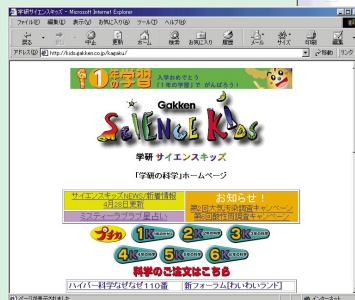 学研サイエンスキッズ - Microsoft Internet Explorer
ファイル(F) 編集(E) 表示(V) お気に入り(A) ツール(T) ヘルプ(H)
戻る 中止 更新 ホーム 検索 お気に入り 履歴 メール サイズ 印刷 編集
アドレス(D) http://kids.gakken.co.jp/kagaku/ 移動 リンク
1年の学習 入学おめでとう
「1年の学習」で がんばろう!
Gakken
SCIENCE KIDS
学研 サイエンスキッズ
「学研の科学」ホームページ
サイエンスキッズNEWS/新着情報
4月28日更新
ミスティーラブラブ星占い
お知らせ!
プチカ 1K 2K 3K
4K 5K 6K
科学のご注文はこちら
ハイパー科学なぜなぜ110番 新フォーラム[わいわいランド]
ページが表示されました インターネット